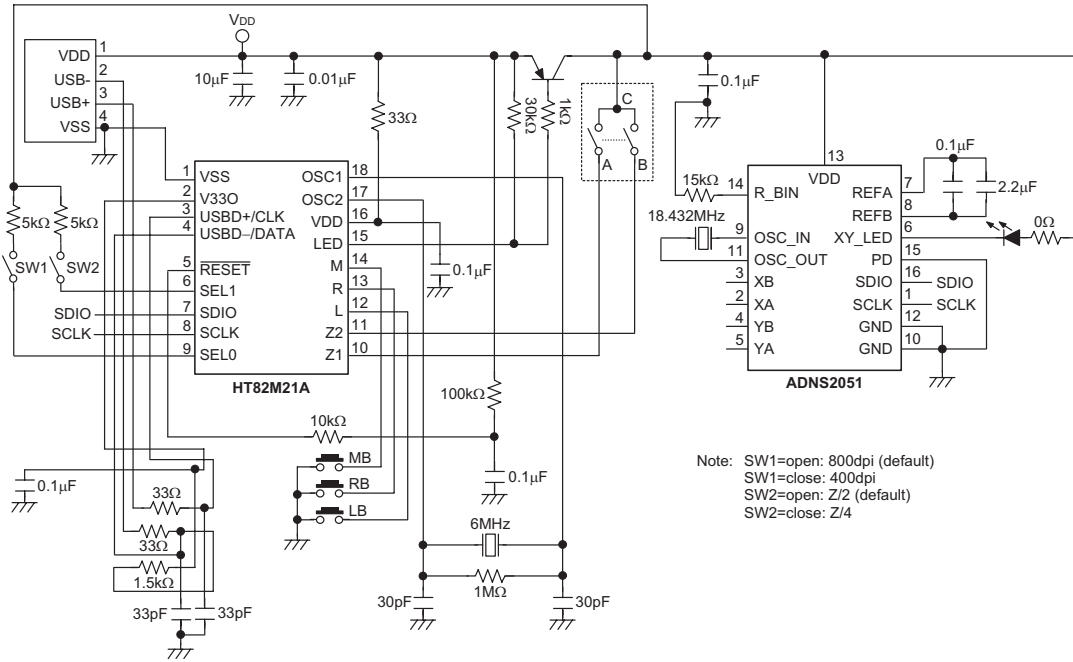 VDD
VDD 1
USB- 2
USB+ 3
VSS 4
10μF
0.01μF
33Ω
30kΩ
1kΩ
C
A
B
0.1μF
15kΩ
18.432MHz
13
VDD
14 R_BIN
9 OSC_IN
11 OSC_OUT
3 XB
2 XA
4 YB
5 YA
REFA 7
REFB 8
XY_LED 6
PD 15
SDIO 16 SDIO
SCLK 1 SCLK
GND 12
GND 10
ADNS2051
0.1μF
2.2μF
0Ω
5kΩ
5kΩ
SW1
SW2
SDIO
SCLK
1 VSS
2 V33O
3 USBD+/CLK
4 USBD–/DATA
5 RESET
6 SEL1
7 SDIO
8 SCLK
9 SEL0
OSC1 18
OSC2 17
VDD 16
LED 15
M 14
R 13
L 12
Z2 11
Z1 10
HT82M21A
0.1μF
100kΩ
10kΩ
0.1μF
MB
RB
LB
0.1μF
33Ω
33Ω
1.5kΩ
33pF
33pF
6MHz
1MΩ
30pF
30pF
Note: SW1=open: 800dpi (default)
SW1=close: 400dpi
SW2=open: Z/2 (default)
SW2=close: Z/4